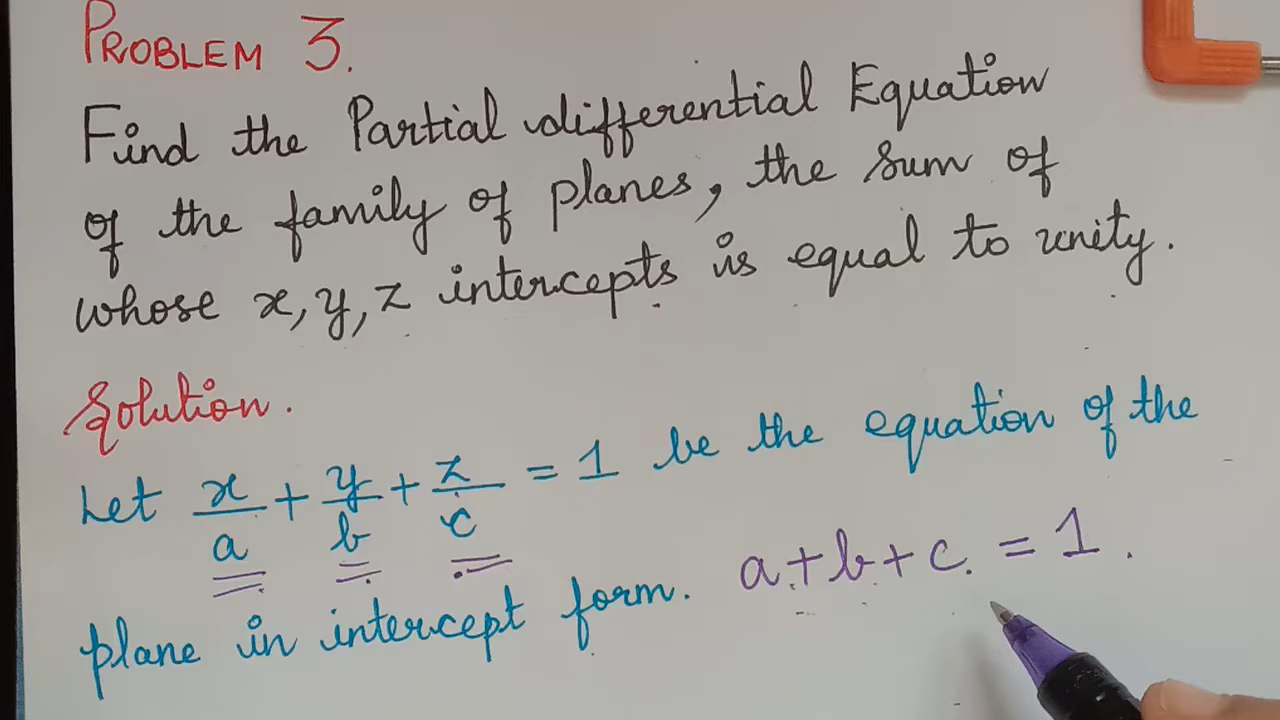 PROBLEM 3.
Find the Partial differential Equation
of the family of planes, the sum of
whose x, y, z intercepts is equal to unity.
Solution.
Let x/a + y/b + z/c = 1 be the equation of the
plane in intercept form. a+b+c = 1.